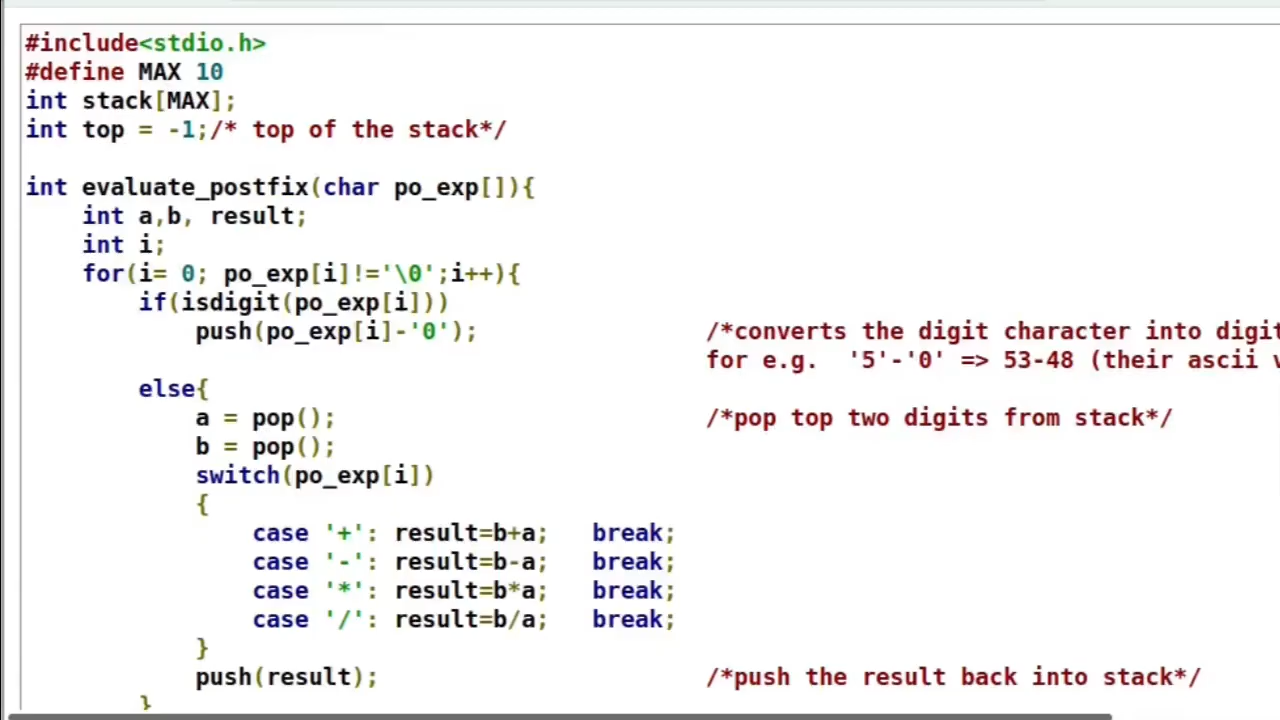 #include<stdio.h>
#define MAX 10
int stack[MAX];
int top = -1;/* top of the stack*/
int evaluate_postfix(char po_exp[]){
int a,b, result;
int i;
for(i= 0; po_exp[i]!='\0';i++){
if(isdigit(po_exp[i]))
push(po_exp[i]-'0'); /*converts the digit character into digit
for e.g. '5'-'0' => 53-48 (their ascii
else{
a = pop(); /*pop top two digits from stack*/
b = pop();
switch(po_exp[i])
{
case '+': result=b+a; break;
case '-': result=b-a; break;
case '*': result=b*a; break;
case '/': result=b/a; break;
}
push(result); /*push the result back into stack*/
}